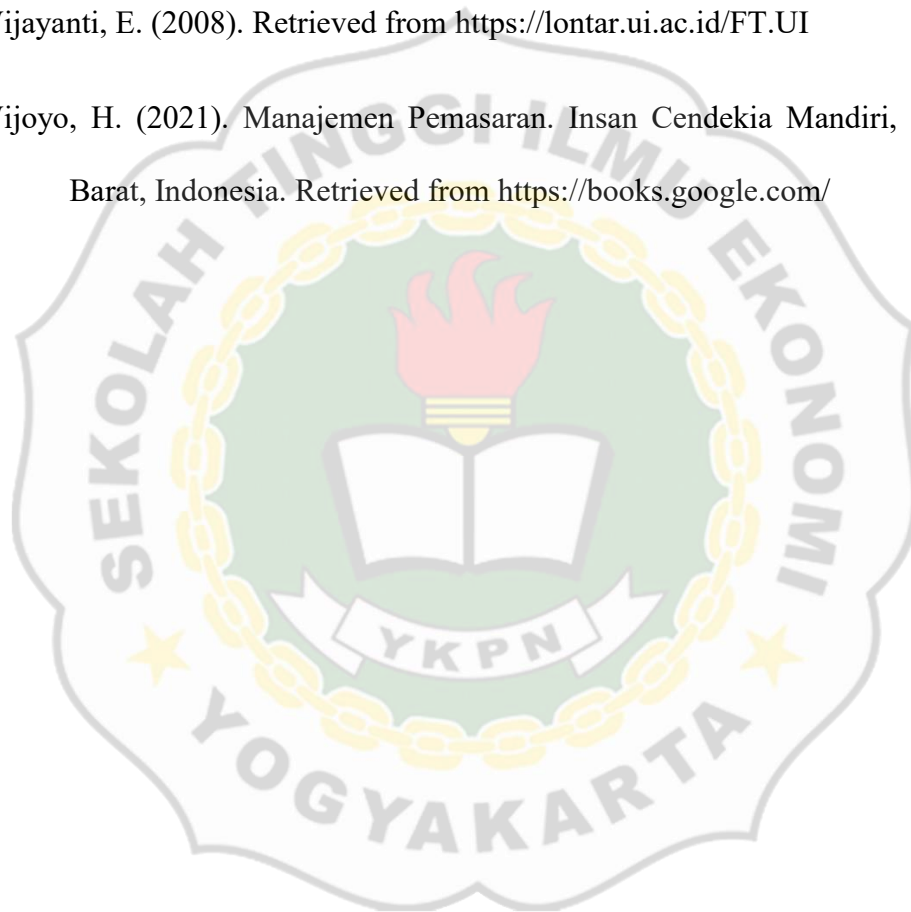 ijayanti, E. (2008). Retrieved from https://lontar.ui.ac.id/FT.UI
ijoyo, H. (2021). Manajemen Pemasaran. Insan Cendekia Mandiri,
Barat, Indonesia. Retrieved from https://books.google.com/
SEKOLAH TINGGI ILMU EKONOMI
YKPN
YOGYAKARTA